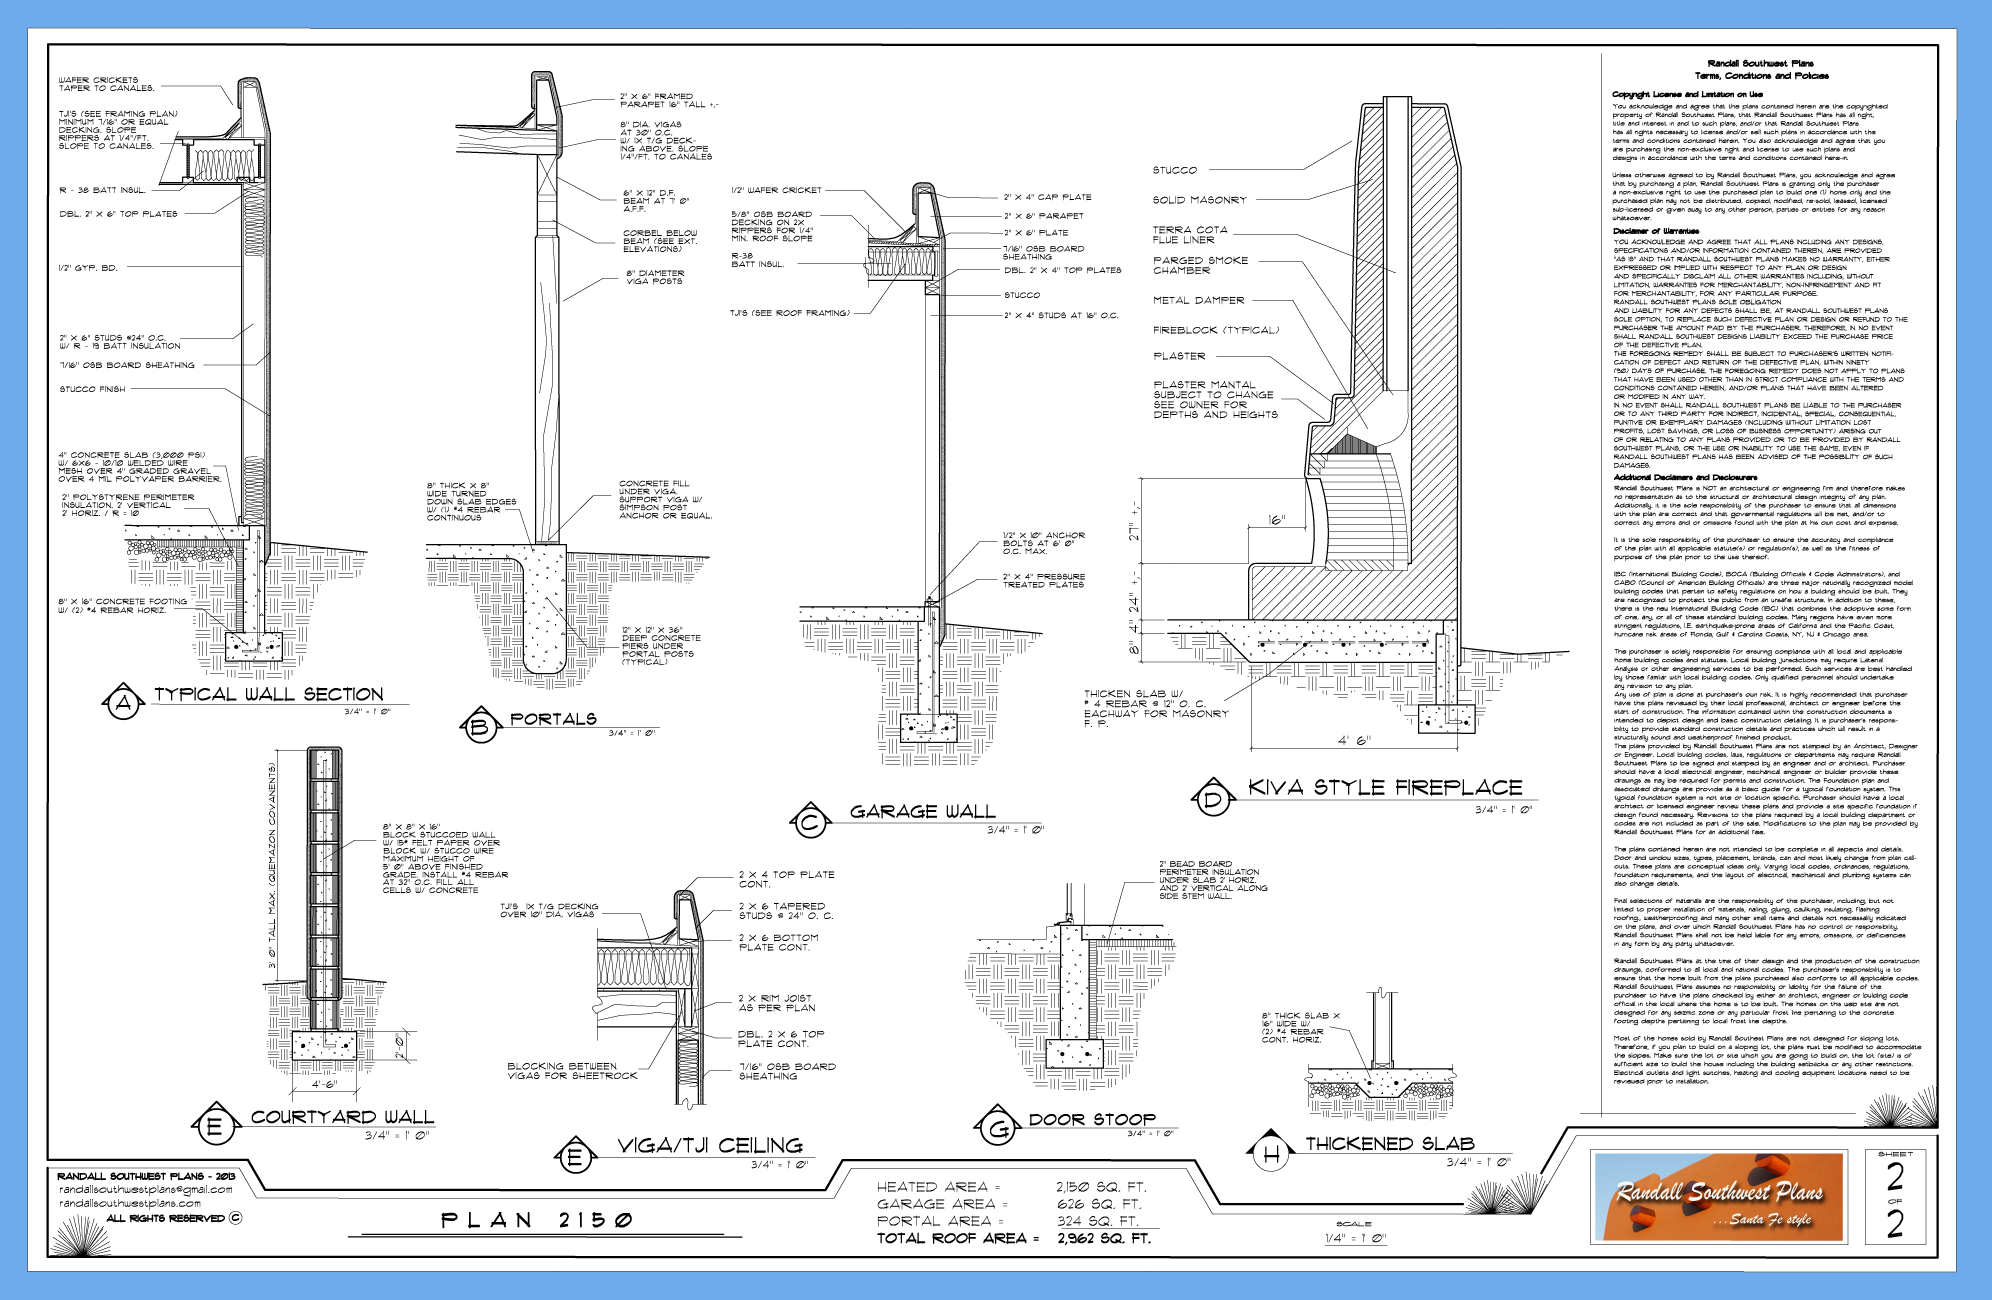 WAFER CRICKETS
TAPER TO CANALES.
TJI'S (SEE FRAMING PLAN)
MINIMUM 7/16" OR EQUAL
DECKING. SLOPE
RIPPERS AT 1/4"/FT.
SLOPE TO CANALES.
R - 38 BATT INSUL.
DBL. 2" X 6" TOP PLATES
1/2" GYP. BD.
2" X 6" STUDS @24" O.C.
W/ R - 19 BATT INSULATION
7/16" OSB BOARD SHEATHING
STUCCO FINISH
4" CONCRETE SLAB (3,000 PSI)
W/ 6X6 - 10/10 WELDED WIRE
MESH OVER 4" GRADED GRAVEL
OVER 4 MIL POLYVAPER BARRIER.
2" POLYSTYRENE PERIMETER
INSULATION. 2' VERTICAL
2' HORIZ. / R = 10
8" X 16" CONCRETE FOOTING
W/ (2) #4 REBAR HORIZ.
A TYPICAL WALL SECTION
3/4" = 1' 0"
2" X 6" FRAMED
PARAPET 16" TALL +,-
8" DIA. VIGAS
AT 30" O.C.
W/ 1X T/G DECK-
ING ABOVE. SLOPE
1/4"/FT. TO CANALES
6" X 12" D.F.
BEAM AT 7' 0"
A.F.F.
CORBEL BELOW
BEAM (SEE EXT.
ELEVATIONS)
8" DIAMETER
VIGA POSTS
8" THICK X 8"
WIDE TURNED
DOWN SLAB EDGES
W/ (1) #4 REBAR
CONTINUOUS
CONCRETE FILL
UNDER VIGA.
SUPPORT VIGA W/
SIMPSON POST
ANCHOR OR EQUAL.
12" X 12" X 36"
DEEP CONCRETE
PIERS UNDER
PORTAL POSTS
(TYPICAL)
B PORTALS
3/4" = 1' 0"
1/2" WAFER CRICKET
5/8" OSB BOARD
DECKING ON 2X
RIPPERS FOR 1/4"
MIN. ROOF SLOPE
R-38
BATT INSUL.
TJI'S (SEE ROOF FRAMING)
2" X 4" CAP PLATE
2" X 6" PARAPET
2" X 6" PLATE
7/16" OSB BOARD
SHEATHING
DBL. 2" X 4" TOP PLATES
STUCCO
2" X 4" STUDS AT 16" O.C.
1/2" X 10" ANCHOR
BOLTS AT 6' 0"
O.C. MAX.
2" X 4" PRESSURE
TREATED PLATES
C GARAGE WALL
3/4" = 1' 0"
STUCCO
SOLID MASONRY
TERRA COTA
FLUE LINER
PARGED SMOKE
CHAMBER
METAL DAMPER
FIREBLOCK (TYPICAL)
PLASTER
PLASTER MANTAL
SUBJECT TO CHANGE
SEE OWNER FOR
DEPTHS AND HEIGHTS
16"
27" +,-
24" +,-
4"
8"
THICKEN SLAB W/
# 4 REBAR @ 12" O. C.
EACHWAY FOR MASONRY
F. P.
4' 6"
D KIVA STYLE FIREPLACE
3/4" = 1' 0"
3' 0" TALL MAX. (QUEMAZON COVANENTS)
8" X 8" X 16"
BLOCK STUCCOED WALL
W/ 15# FELT PAPER OVER
BLOCK W/ STUCCO WIRE
MAXIMUM HEIGHT OF
5' 0" ABOVE FINISHED
GRADE. INSTALL #4 REBAR
AT 32" O.C. FILL ALL
CELLS W/ CONCRETE
2'-0"
4'-6"
E COURTYARD WALL
3/4" = 1' 0"
TJI'S 1X T/G DECKING
OVER 10" DIA. VIGAS
2 X 4 TOP PLATE
CONT.
2 X 6 TAPERED
STUDS @ 24" O. C.
2 X 6 BOTTOM
PLATE CONT.
2 X RIM JOIST
AS PER PLAN
DBL. 2 X 6 TOP
PLATE CONT.
7/16" OSB BOARD
SHEATHING
BLOCKING BETWEEN
VIGAS FOR SHEETROCK
E VIGA/TJI CEILING
3/4" = 1' 0"
2" BEAD BOARD
PERIMETER INSULATION
UNDER SLAB 2' HORIZ.
AND 2' VERTICAL ALONG
SIDE STEM WALL.
G DOOR STOOP
3/4" = 1' 0"
8" THICK SLAB X
16" WIDE W/
(2) #4 REBAR
CONT. HORIZ.
H THICKENED SLAB
3/4" = 1' 0"
Randall Southwest Plans
Terms, Conditions and Policies
Copyright License and Limitation on Use
You acknowledge and agree that the plans contained herein are the copyrighted
property of Randall Southwest Plans, that Randall Southwest Plans has all right,
title and interest in and to such plans, and/or that Randall Southwest Plans
has all rights necessary to license and/or sell such plans in accordance with the
terms and conditions contained herein. You also acknowledge and agree that you
are purchasing the non-exclusive right and license to use such plans and
designs in accordance with the terms and conditions contained here-in.
Unless otherwise agreed to by Randall Southwest Plans, you acknowledge and agree
that by purchasing a plan, Randall Southwest Plans is granting only the purchaser
a non-exclusive right to use the purchased plan to build one (1) home only and the
purchased plan may not be distributed, copied, modified, re-sold, leased, licensed
sub-licensed or given away to any other person, parties or entities for any reason
whatsoever.
Disclaimer of Warranties
YOU ACKNOWLEDGE AND AGREE THAT ALL PLANS INCLUDING ANY DESIGNS,
SPECIFICATIONS AND/OR INFORMATION CONTAINED THEREIN, ARE PROVIDED
"AS IS" AND THAT RANDALL SOUTHWEST PLANS MAKES NO WARRANTY, EITHER
EXPRESSED OR IMPLIED WITH RESPECT TO ANY PLAN OR DESIGN
AND SPECIFICALLY DISCLAIM ALL OTHER WARRANTIES INCLUDING, WITHOUT
LIMITATION, WARRANTIES FOR MERCHANTABILITY, NON-INFRINGEMENT AND FIT
FOR MERCHANTABILITY, FOR ANY PARTICULAR PURPOSE.
RANDALL SOUTHWEST PLANS SOLE OBLIGATION
AND LIABILITY FOR ANY DEFECTS SHALL BE, AT RANDALL SOUTHWEST PLANS
SOLE OPTION, TO REPLACE SUCH DEFECTIVE PLAN OR DESIGN OR REFUND TO THE
PURCHASER THE AMOUNT PAID BY THE PURCHASER. THEREFORE, IN NO EVENT
SHALL RANDALL SOUTHWEST DESIGNS LIABILITY EXCEED THE PURCHASE PRICE
OF THE DEFECTIVE PLAN.
THE FOREGOING REMEDY SHALL BE SUBJECT TO PURCHASER'S WRITTEN NOTIFI-
CATION OF DEFECT AND RETURN OF THE DEFECTIVE PLAN, WITHIN NINETY
(90) DAYS OF PURCHASE. THE FOREGOING REMEDY DOES NOT APPLY TO PLANS
THAT HAVE BEEN USED OTHER THAN IN STRICT COMPLIANCE WITH THE TERMS AND
CONDITIONS CONTAINED HEREIN, AND/OR PLANS THAT HAVE BEEN ALTERED
OR MODIFIED IN ANY WAY.
IN NO EVENT SHALL RANDALL SOUTHWEST PLANS BE LIABLE TO THE PURCHASER
OR TO ANY THIRD PARTY FOR INDIRECT, INCIDENTAL, SPECIAL, CONSEQUENTIAL,
PUNITIVE OR EXEMPLARY DAMAGES (INCLUDING WITHOUT LIMITATION LOST
PROFITS, LOST SAVINGS, OR LOSS OF BUSINESS OPPORTUNITY) ARISING OUT
OF OR RELATING TO ANY PLANS PROVIDED OR TO BE PROVIDED BY RANDALL
SOUTHWEST PLANS, OR THE USE OR INABILITY TO USE THE SAME, EVEN IF
RANDALL SOUTHWEST PLANS HAS BEEN ADVISED OF THE POSSIBILITY OF SUCH
DAMAGES.
Additional Disclaimers and Disclosurers
Randall Southwest Plans is NOT an architectural or engineering firm and therefore makes
no representation as to the structural or architectural design integrity of any plan.
Additionally, it is the sole responsibility of the purchaser to ensure that all dimensions
with the plan are correct and that governmental regulations will be met, and/or to
correct any errors and or omissions found with the plan at his own cost and expense.
It is the sole responsibility of the purchaser to ensure the accuracy and compliance
of the plan with all applicable statute(s) or regulation(s), as well as the fitness of
purpose of the plan prior to the use thereof.
IBC (International Building Codes), BOCA (Building Officials & Code Administrators), and
CABO (Council of American Building Officials) are three major nationally recognized model
building codes that pertain to safety regulations on how a building should be built. They
are recognized to protect the public from an unsafe structure. In addition to these,
there is the new International Building Code (IBC) that combines the adoptive some form
of one, any, or all of these standard building codes. Many regions have even more
stringent regulations, I.E. earthquake-prone areas of California and the Pacific Coast,
hurricane risk areas of Florida, Gulf & Carolina Coasts, NY, NJ & Chicago area.
The purchaser is solely responsible for ensuring compliance with all local and applicable
home building codes and statutes. Local building jurisdictions may require Lateral
Analysis or other engineering services to be performed. Such services are best handled
by those familiar with local building codes. Only qualified personnel should undertake
any revision to any plan.
Any use of plan is done at purchaser's own risk. It is highly recommended that purchaser
have the plans reviewed by their local professional, architect or engineer before the
start of construction. The information contained within the construction documents is
intended to depict design and basic construction detailing. It is purchaser's responsi-
bility to provide standard construction details and practices which will result in a
structurally sound and weatherproof finished product.
The plans provided by Randall Southwest Plans are not stamped by an Architect, Designer
or Engineer. Local building codes, laws, regulations or departments may require Randall
Southwest Plans to be signed and stamped by an engineer and or architect. Purchaser
should have a local electrical engineer, mechanical engineer or builder provide these
drawings as may be required for permits and construction. The Foundation plan and
associated drawings are provide as a basic guide for a typical foundation system. This
typical foundation system is not site or location specific. Purchaser should have a local
architect or licensed engineer review these plans and provide a site specific foundation if
design found necessary. Revisions to the plans required by a local building department or
codes are not included as part of the sale. Modifications to the plan may be provided by
Randall Southwest Plans for an additional fee.
The plans contained herein are not intended to be complete in all aspects and details.
Door and window sizes, types, placement, brands, can and most likely change from plan call-
outs. These plans are conceptual ideas only. Varying local codes, ordinances, regulations,
foundation requirements, and the layout of electrical, mechanical and plumbing systems can
also change details.
Final selections of materials are the responsibility of the purchaser, including, but not
limited to proper installation of materials, nailing, gluing, caulking, insulating, flashing
roofing, weatherproofing and many other small items and details not necessarily indicated
on the plans, and over which Randall Southwest Plans has no control or responsibility.
Randall Southwest Plans shall not be held liable for any errors, omissions, or deficiencies
in any form by any party whatsoever.
Randall Southwest Plans at the time of their design and the production of the construction
drawings, conformed to all local and national codes. The purchaser's responsibility is to
ensure that the home built from the plans purchased also conforms to all applicable codes.
Randall Southwest Plans assumes no responsibility or liability for the failure of the
purchaser to have the plans checked by either an architect, engineer or building code
official in the local where the home is to be built. The homes on this web site are not
designed for any seizmic zone or any particular frost line pertaining to the concrete
footing depths pertaining to local frost line depths.
Most of the homes sold by Randall Southwest Plans are not designed for sloping lots.
Therefore, if you plan to build on a sloping lot, the plans must be modified to accommodate
the slopes. Make sure the lot or site which you are going to build on, the lot (site) is of
sufficient size to build the house including the building setbacks or any other restrictions.
Electrical outlets and light switches, heating and cooling equipment locations need to be
reviewed prior to installation.
RANDALL SOUTHWEST PLANS - 2013
randallsouthwestplans@gmail.com
randallsouthwestplans.com
ALL RIGHTS RESERVED ©
PLAN 2150
HEATED AREA = 2,150 SQ. FT.
GARAGE AREA = 626 SQ. FT.
PORTAL AREA = 324 SQ. FT.
TOTAL ROOF AREA = 2,962 SQ. FT.
SCALE
1/4" = 1' 0"
Randall Southwest Plans
...Santa Fe style
SHEET
2
OF
2